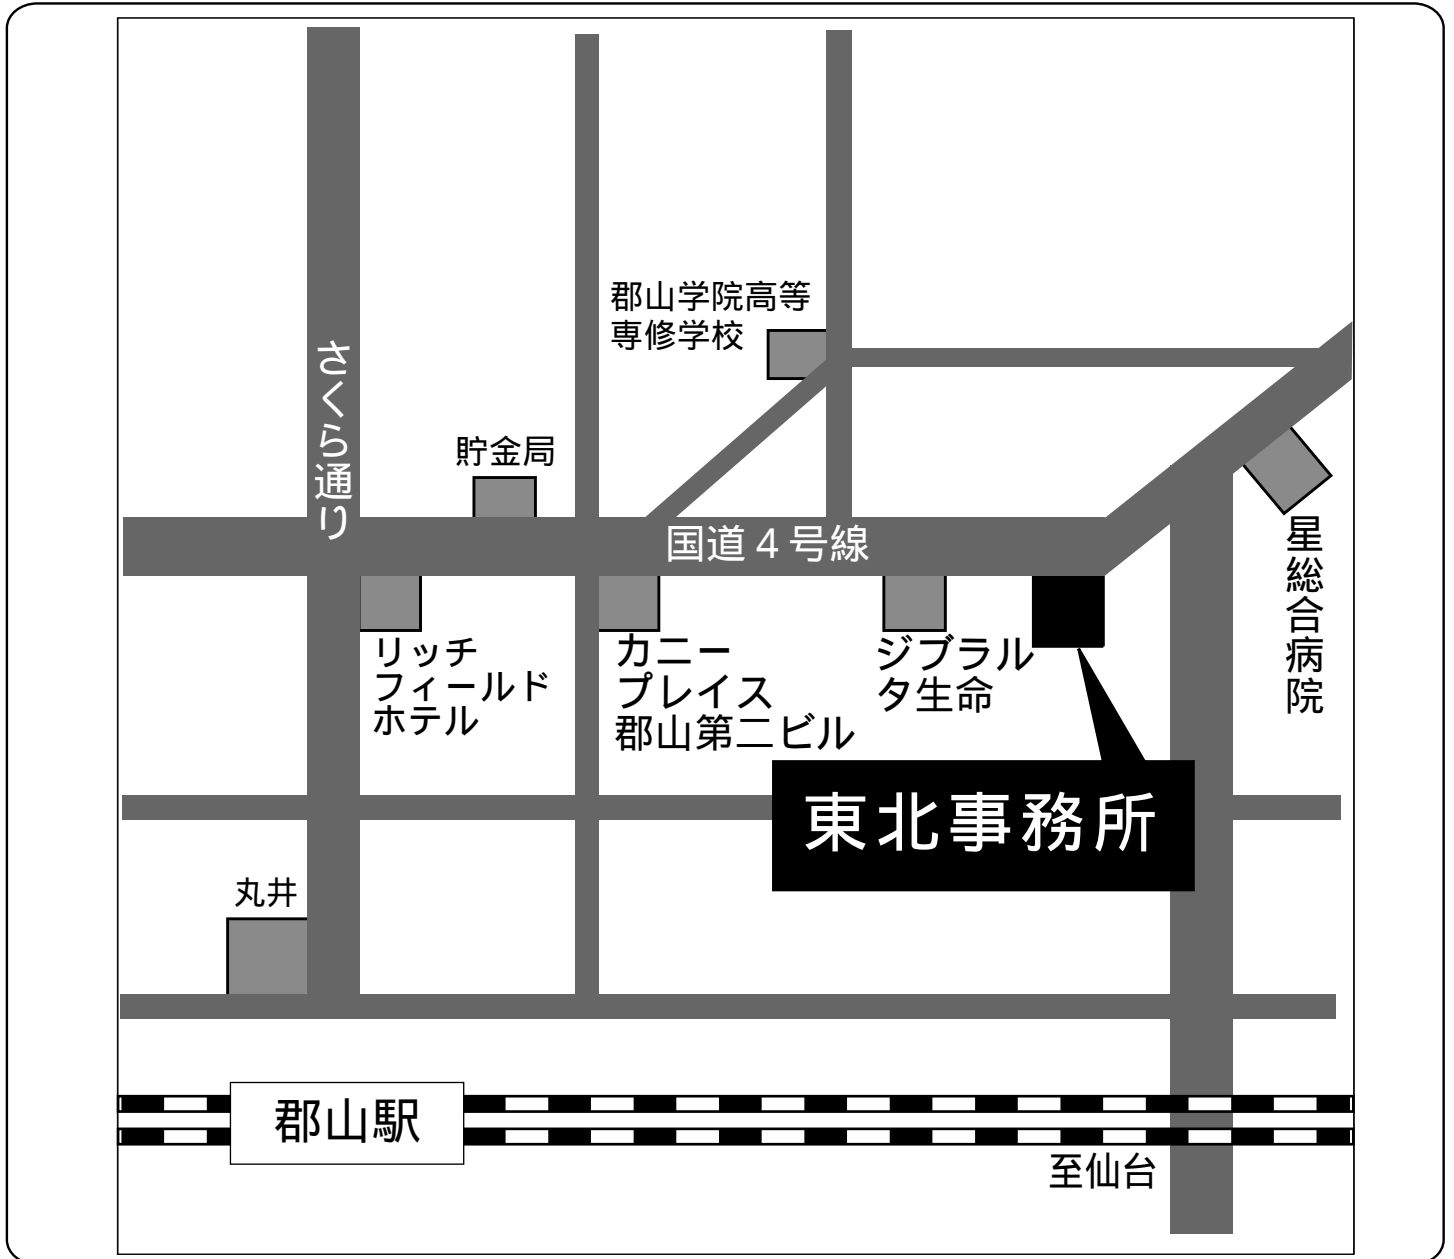 郡山学院高等
専修学校
さくら通り
貯金局
国道４号線
星総合病院
リッチ
フィールド
ホテル
カニー
プレイス
郡山第二ビル
ジブラル
タ生命
東北事務所
丸井
郡山駅
至仙台